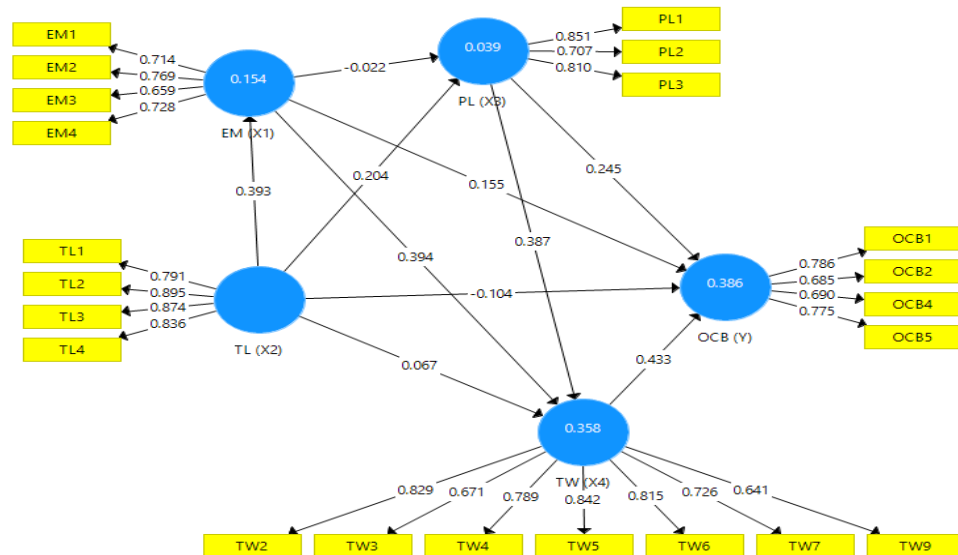 EM1
EM2
EM3
EM4
0.714
0.769
0.659
0.728
0.154
EM (X1)
-0.022
0.039
PL (X3)
0.851
0.707
0.810
PL1
PL2
PL3
0.393
0.204
0.155
0.245
0.394
0.387
TL1
TL2
TL3
TL4
0.791
0.895
0.874
0.836
TL (X2)
-0.104
0.067
0.386
OCB (Y)
0.786
0.685
0.690
0.775
OCB1
OCB2
OCB4
OCB5
0.433
0.358
TW (X4)
0.829
0.671
0.789
0.842
0.815
0.726
0.641
TW2
TW3
TW4
TW5
TW6
TW7
TW9